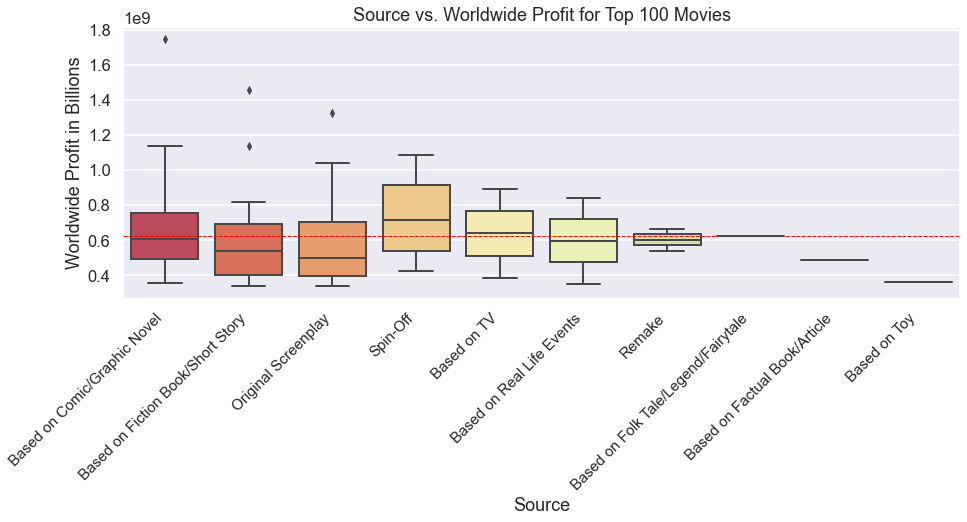 Source vs. Worldwide Profit for Top 100 Movies
1e9
Worldwide Profit in Billions
1.8
1.6
1.4
1.2
1.0
0.8
0.6
0.4
Based on Comic/Graphic Novel
Based on Fiction Book/Short Story
Original Screenplay
Spin-Off
Based on TV
Based on Real Life Events
Remake
Based on Folk Tale/Legend/Fairytale
Based on Factual Book/Article
Based on Toy
Source